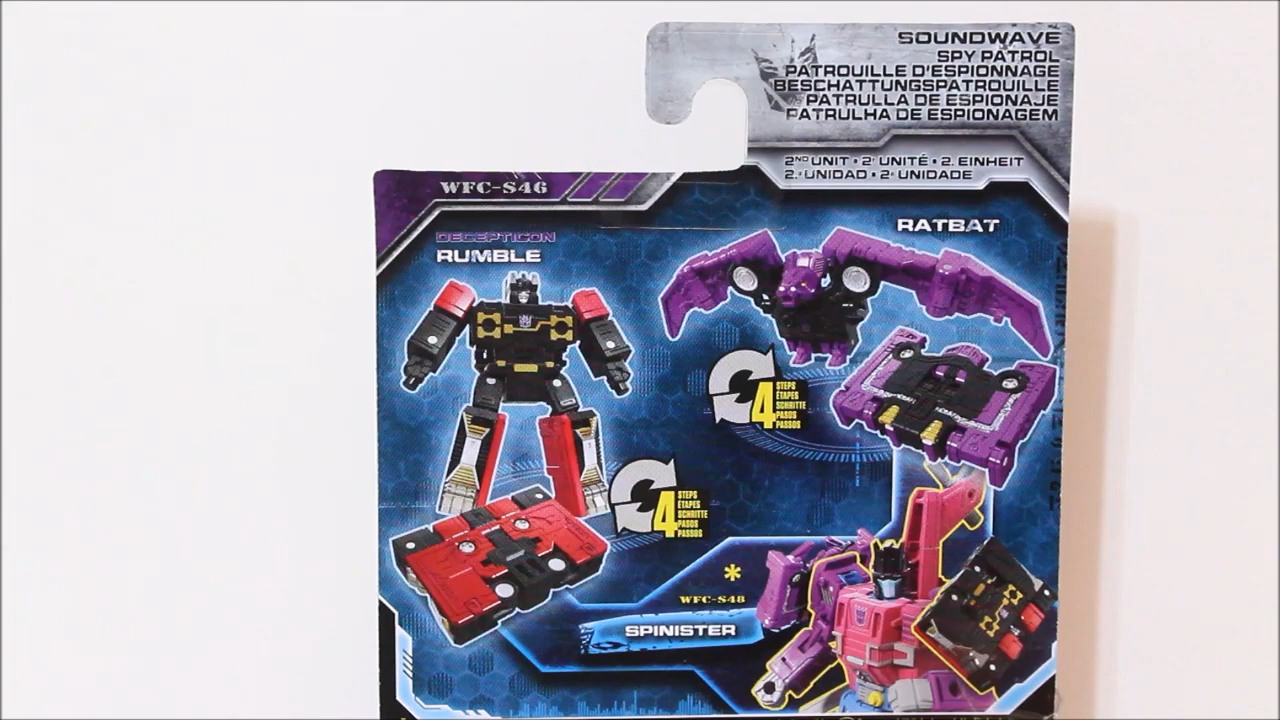 SOUNDWAVE
SPY PATROL
PATROUILLE D'ESPIONNAGE
BESCHATTUNGSPATROUILLE
PATRULLA DE ESPIONAJE
PATRULHA DE ESPIONAGEM
2ND UNIT • 2E UNITÉ • 2. EINHEIT
2.ª UNIDAD • 2ª UNIDADE
WFC-S46
DECEPTICON
RUMBLE
RATBAT
4 STEPS
ÉTAPES
SCHRITTE
PASOS
PASSOS
4 STEPS
ÉTAPES
SCHRITTE
PASOS
PASSOS
*
WFC-S48
SPINISTER